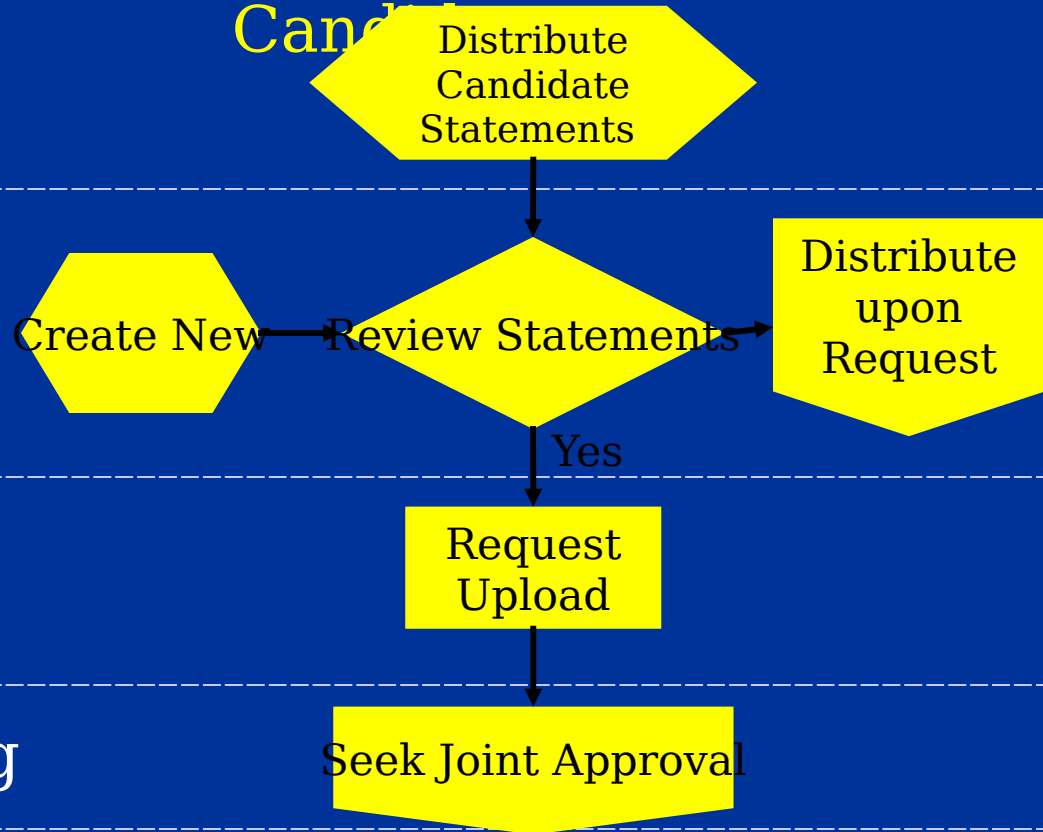 Distribute
Candidate
Statements
Create New
Review Statements
Distribute
upon
Request
Yes
Request
Upload
Seek Joint Approval